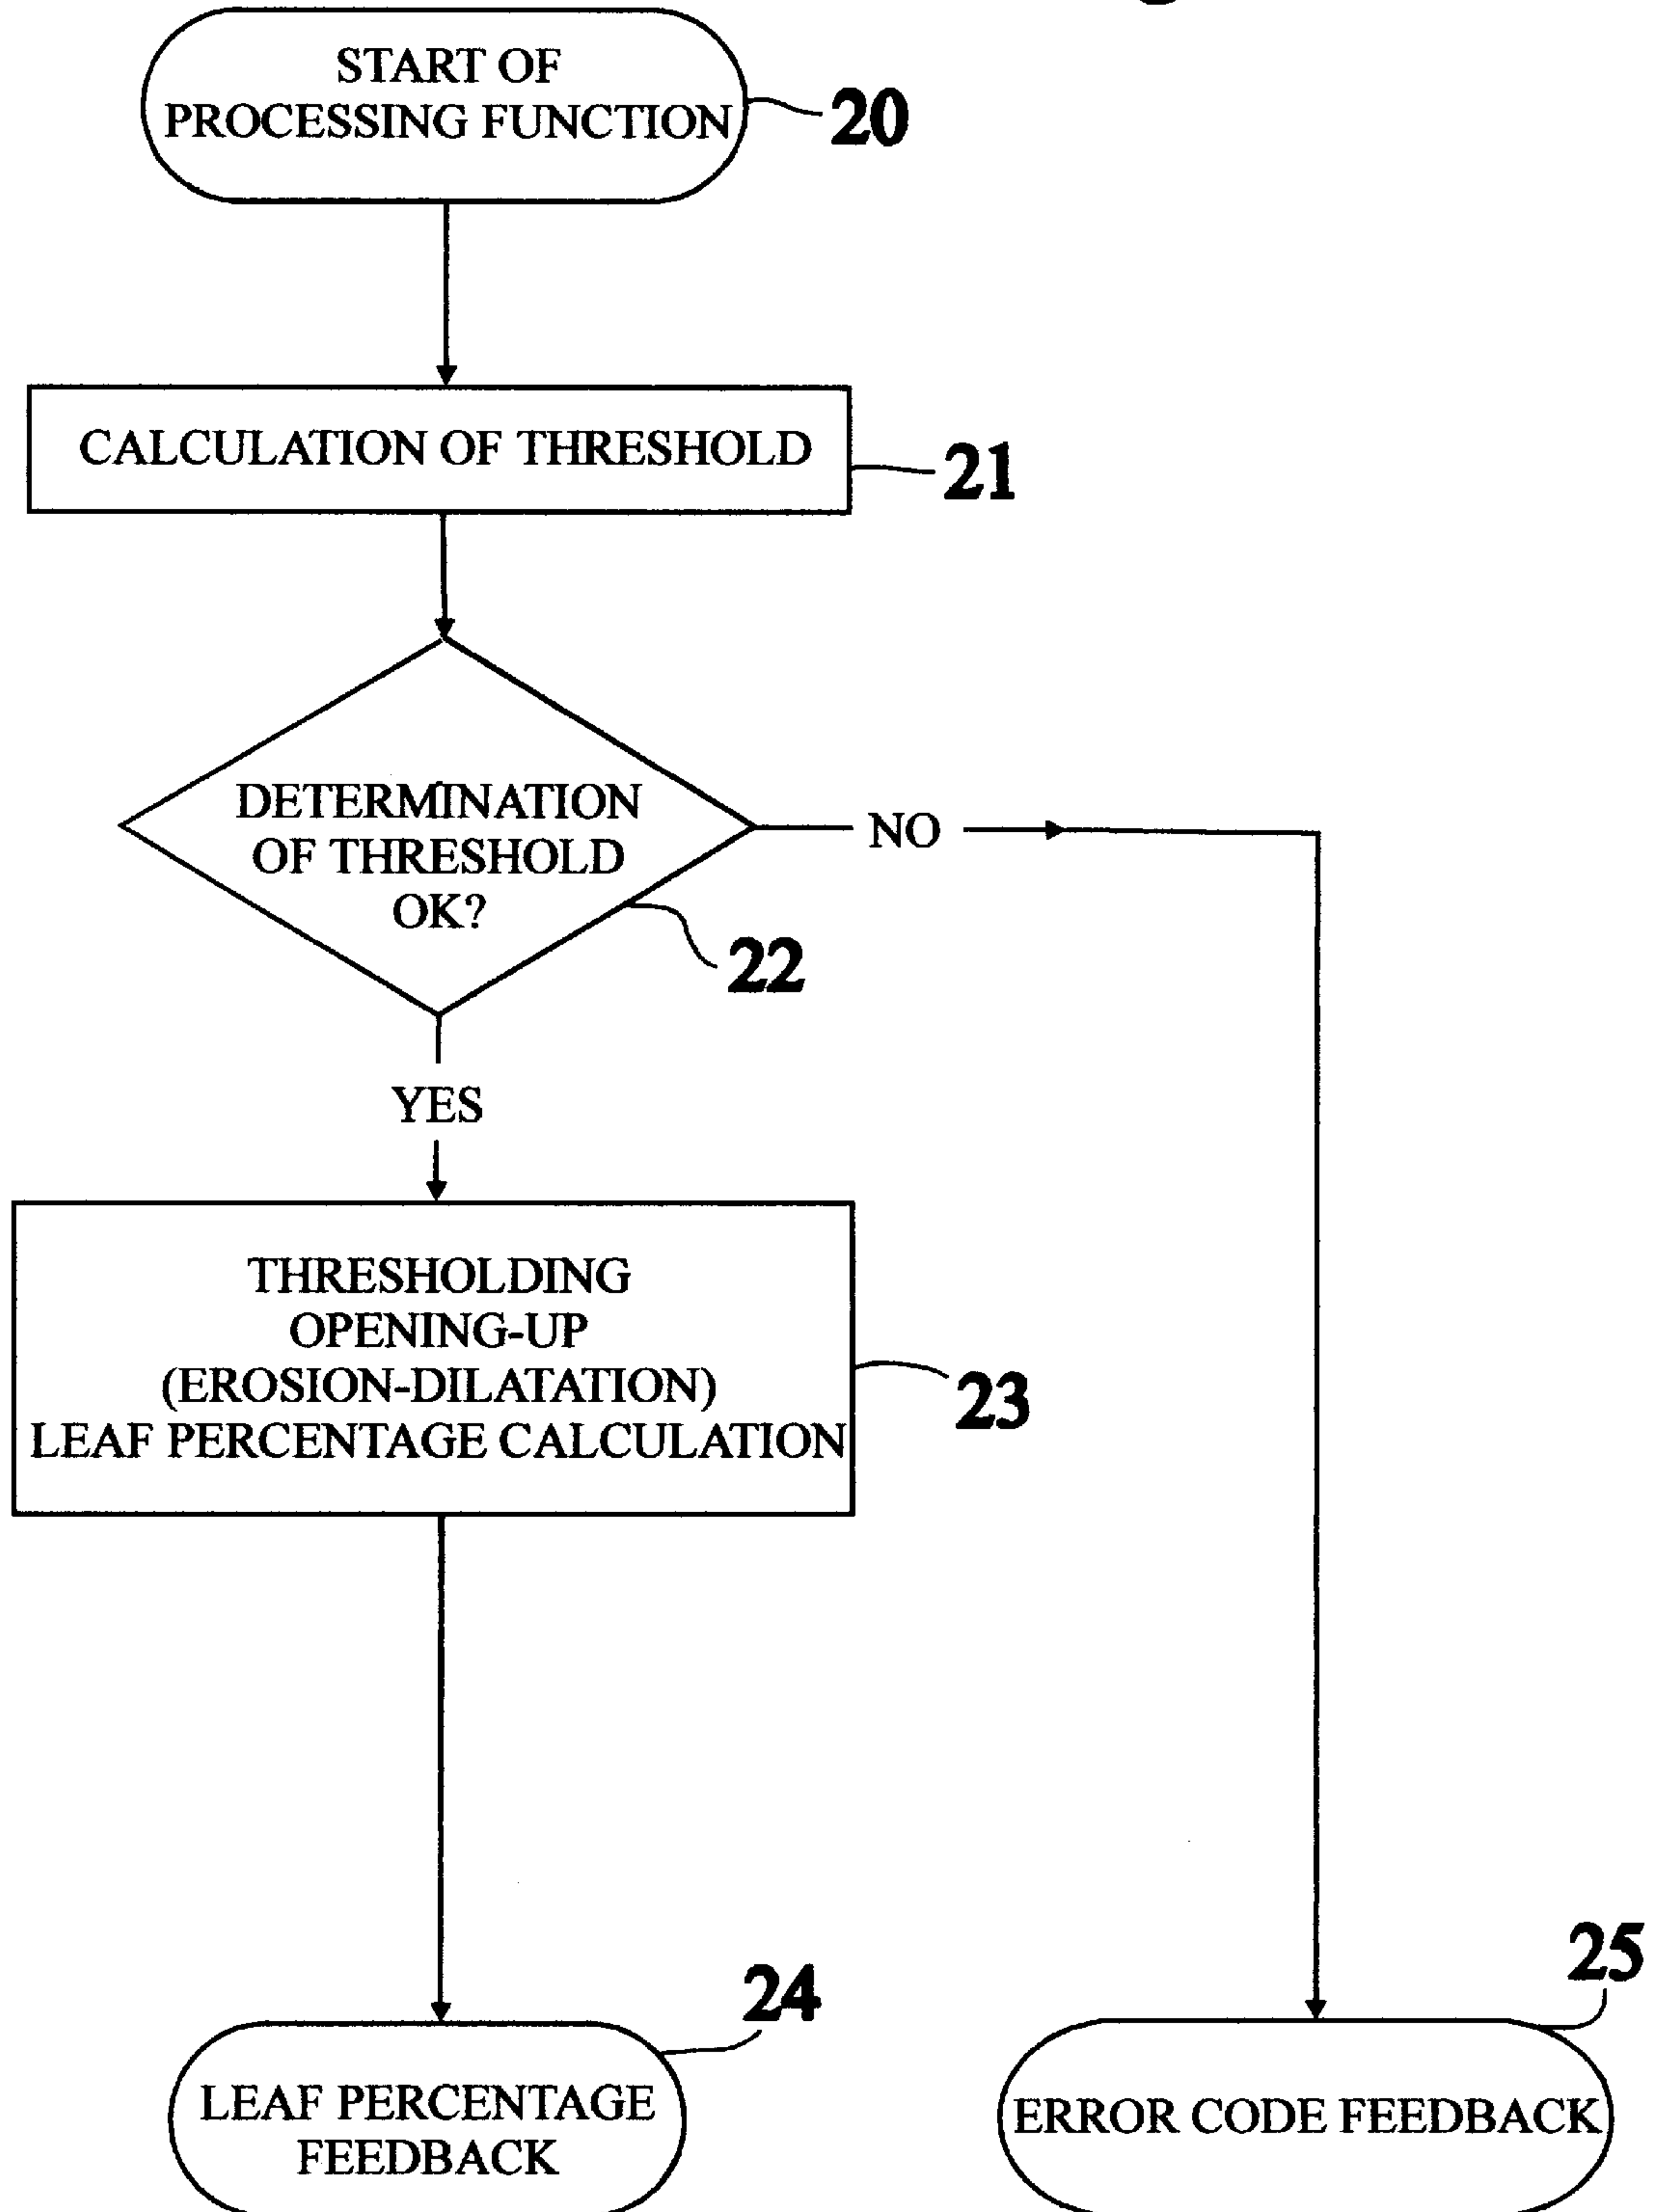 START OF
PROCESSING FUNCTION
20
CALCULATION OF THRESHOLD
21
DETERMINATION
OF THRESHOLD
OK?
NO
22
YES
THRESHOLDING
OPENING-UP
(EROSION-DILATATION)
LEAF PERCENTAGE CALCULATION
23
24
25
LEAF PERCENTAGE
FEEDBACK
ERROR CODE FEEDBACK